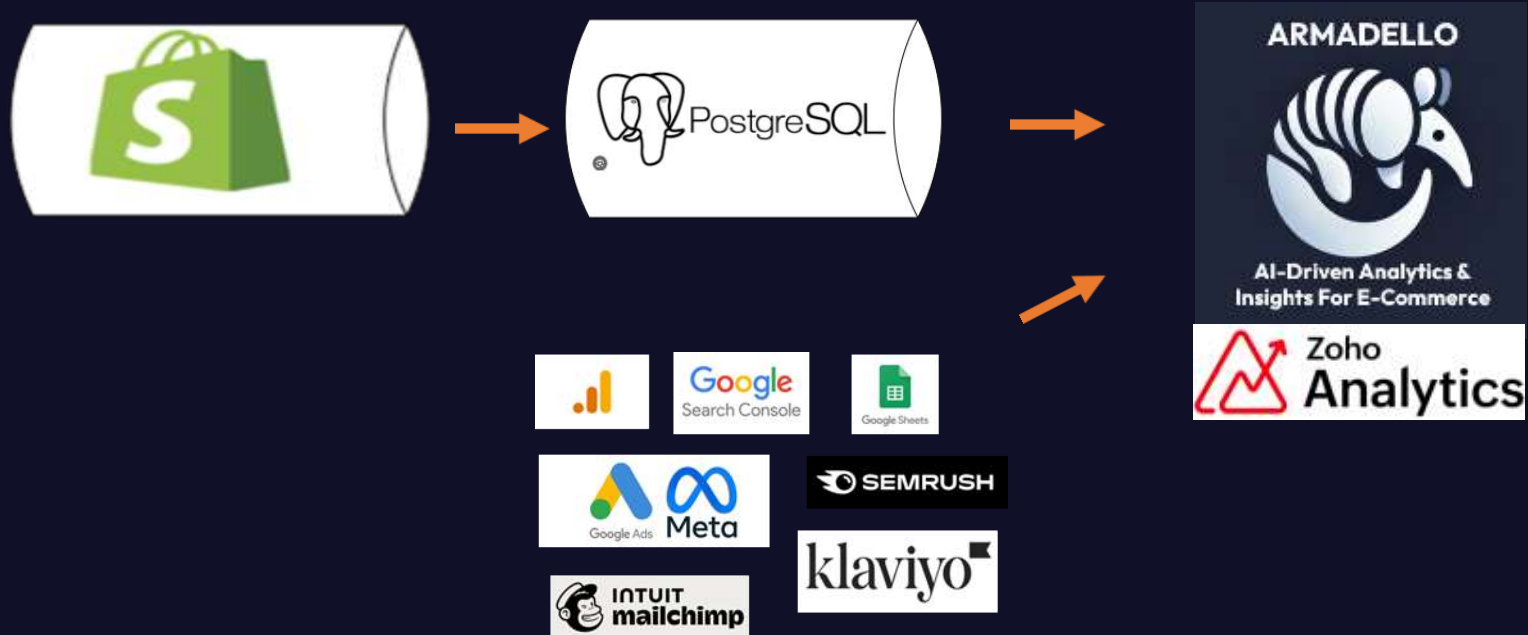 S
PostgreSQL
ARMADELLO
AI-Driven Analytics &
Insights For E-Commerce
Zoho
Analytics
Google
Search Console
Google Sheets
Google Ads
Meta
SEMRUSH
klaviyo
INTUIT
mailchimp